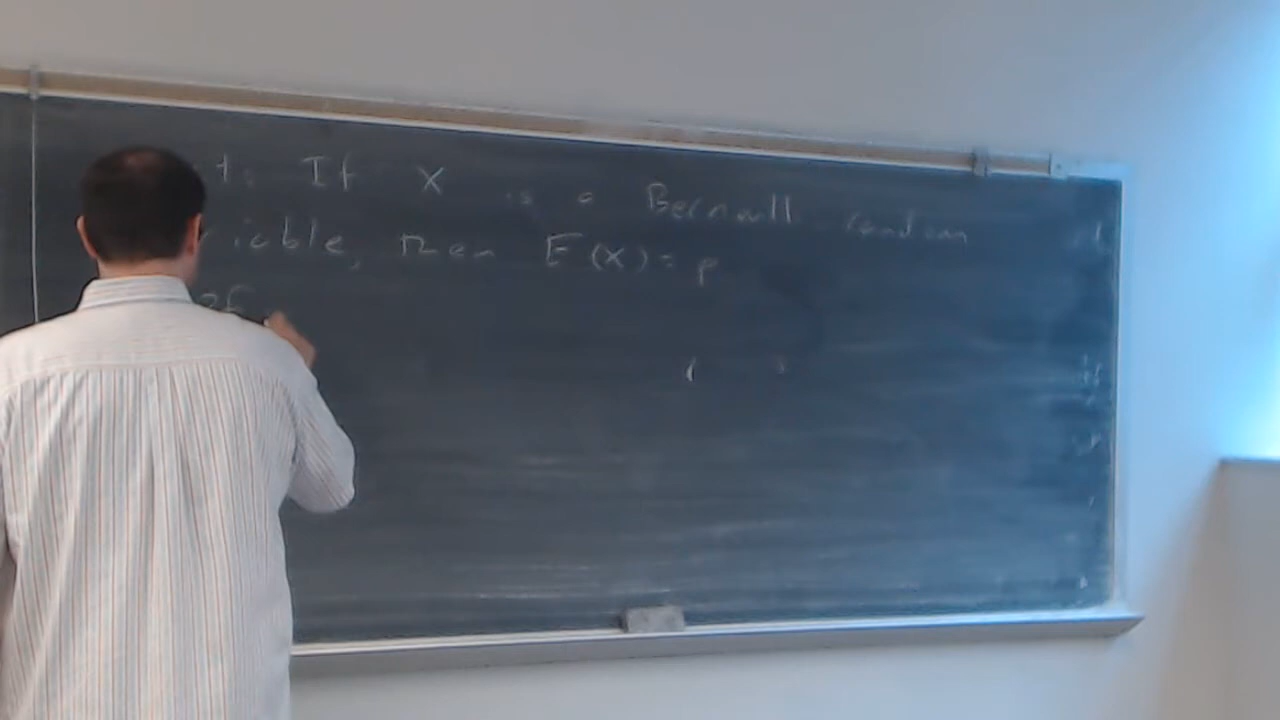 t: If X is a Bernoulli random
iable, then E(X) = p
of